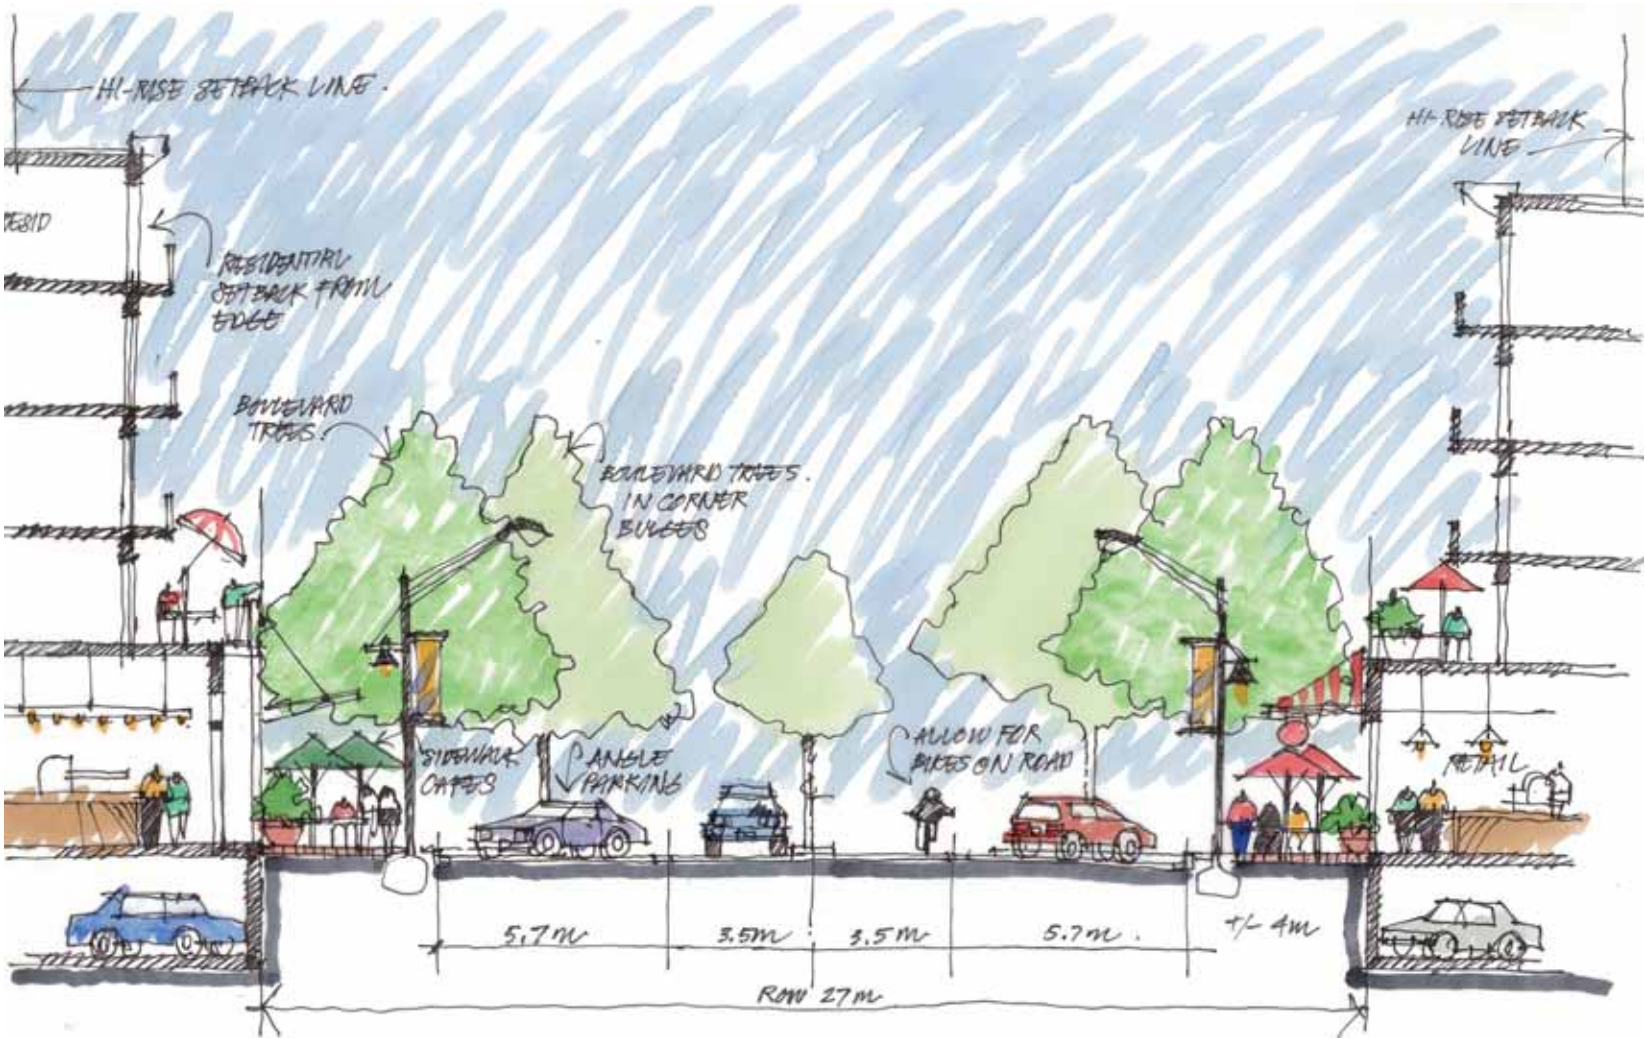 HI-RISE SETBACK LINE.
HI-RISE SETBACK
LINE
RESID
RESIDENTIAL
SETBACK FROM
EDGE
BOULEVARD
TREES.
BOULEVARD TREES.
IN CORNER
BULGES
SIDEWALK
CAFES
ANGLE
PARKING
ALLOW FOR
BIKES ON ROAD
RETAIL
5.7m
3.5m
3.5m
5.7m.
+/- 4m
ROW 27m